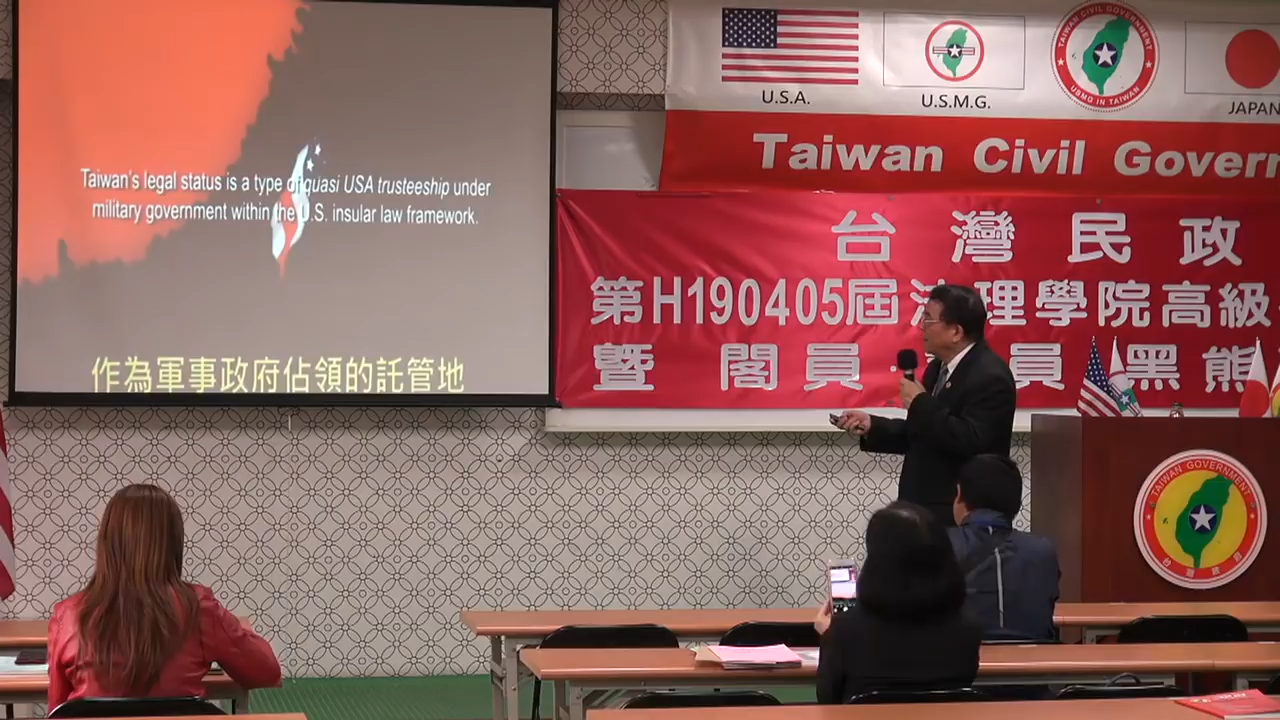 Taiwan's legal status is a type of quasi USA trusteeship under
military government within the U.S. insular law framework.
作為軍事政府佔領的託管地
U.S.A.
U.S.M.G.
TAIWAN CIVIL GOVERNMENT
USMG IN TAIWAN
JAPAN
Taiwan Civil Govern
台灣民政
第H190405屆法理學院高級
暨 閣員 員 黑熊
TAIWAN GOVERNMENT